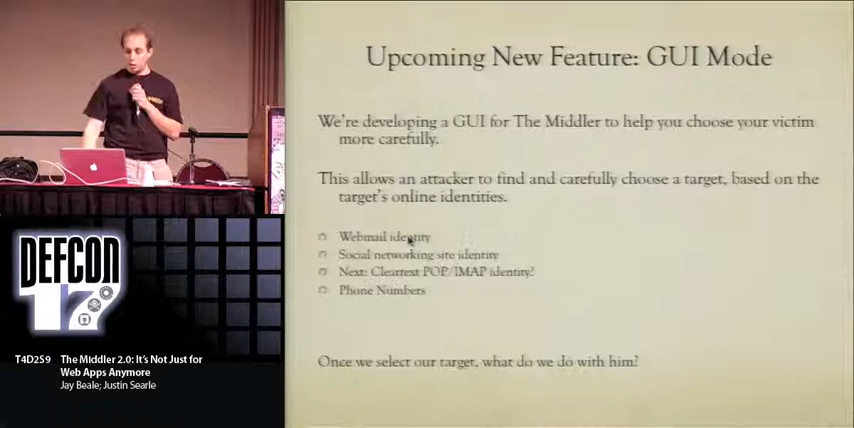 Upcoming New Feature: GUI Mode
We're developing a GUI for The Middler to help you choose your victim
more carefully.
This allows an attacker to find and carefully choose a target, based on the
target's online identities.
Webmail identity
Social networking site identity
Next: Cleartext POP/IMAP identity?
Phone Numbers
Once we select our target, what do we do with him?
DEFCON
17
T4D2S9
The Middler 2.0: It's Not Just for
Web Apps Anymore
Jay Beale; Justin Searle